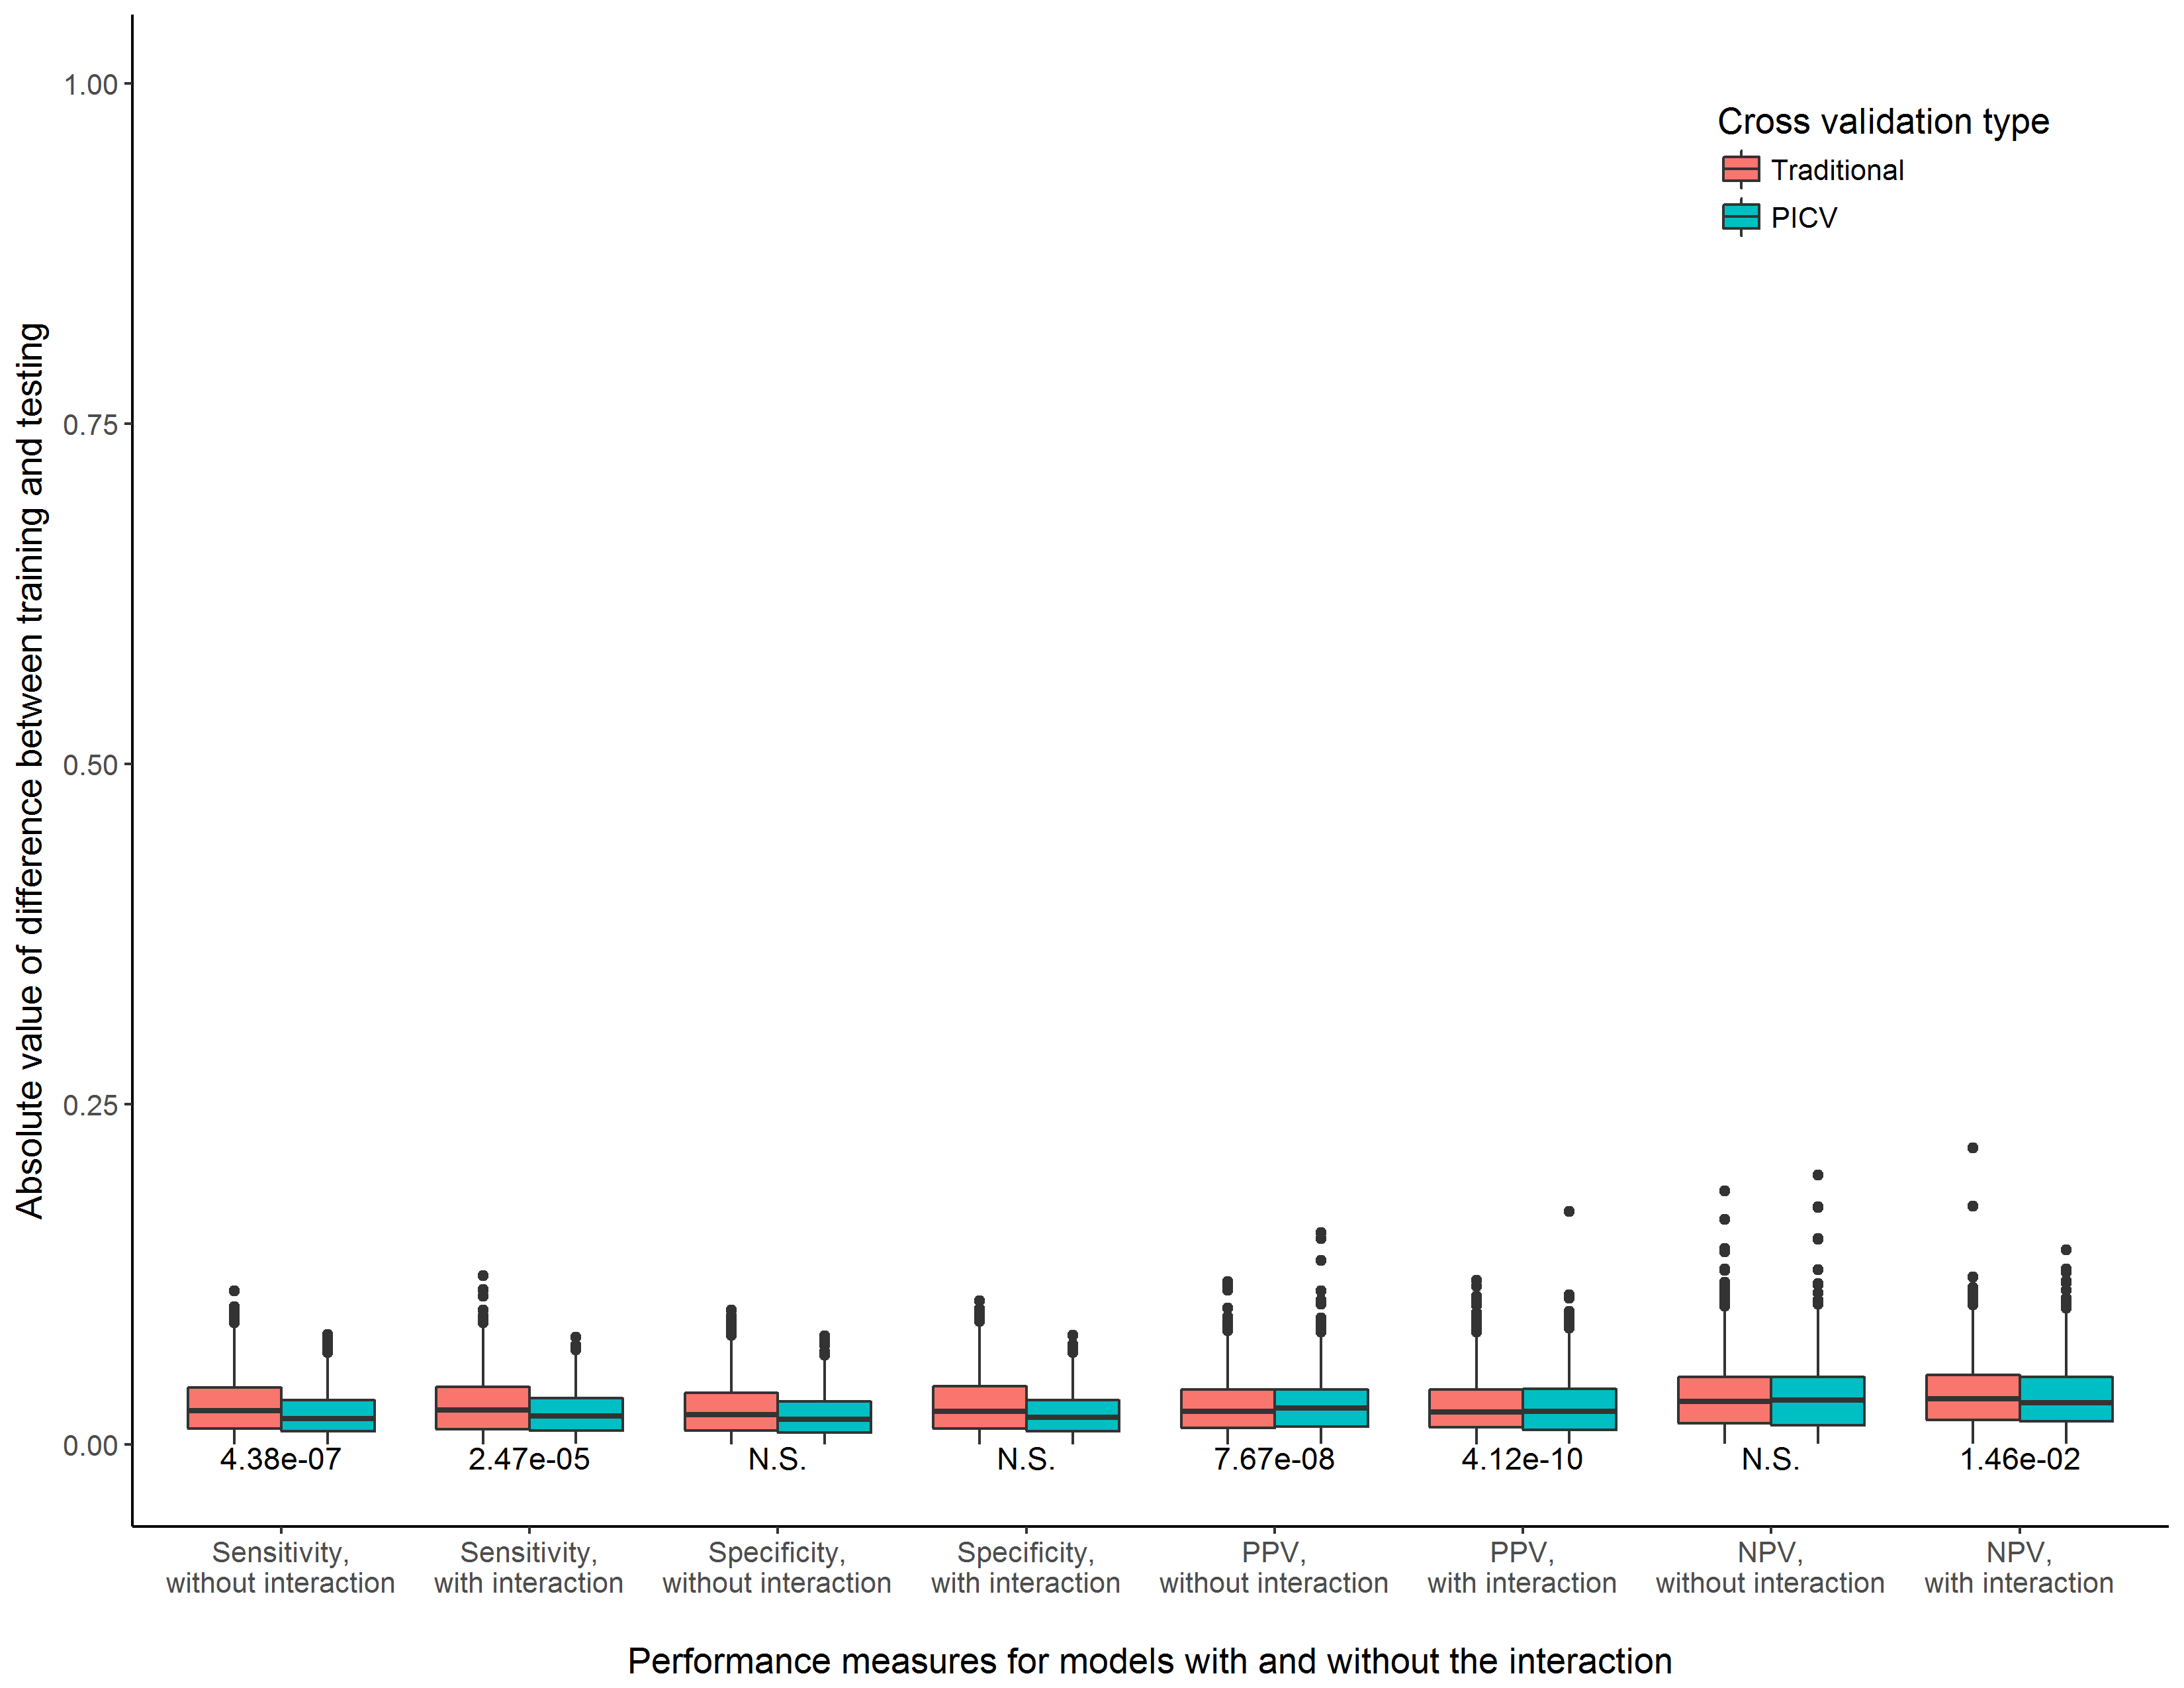 Absolute value of difference between training and testing
1.00
0.75
0.50
0.25
0.00
Cross validation type
Traditional
PICV
4.38e-07
2.47e-05
N.S.
N.S.
7.67e-08
4.12e-10
N.S.
1.46e-02
Sensitivity,
without interaction
Sensitivity,
with interaction
Specificity,
without interaction
Specificity,
with interaction
PPV,
without interaction
PPV,
with interaction
NPV,
without interaction
NPV,
with interaction
Performance measures for models with and without the interaction